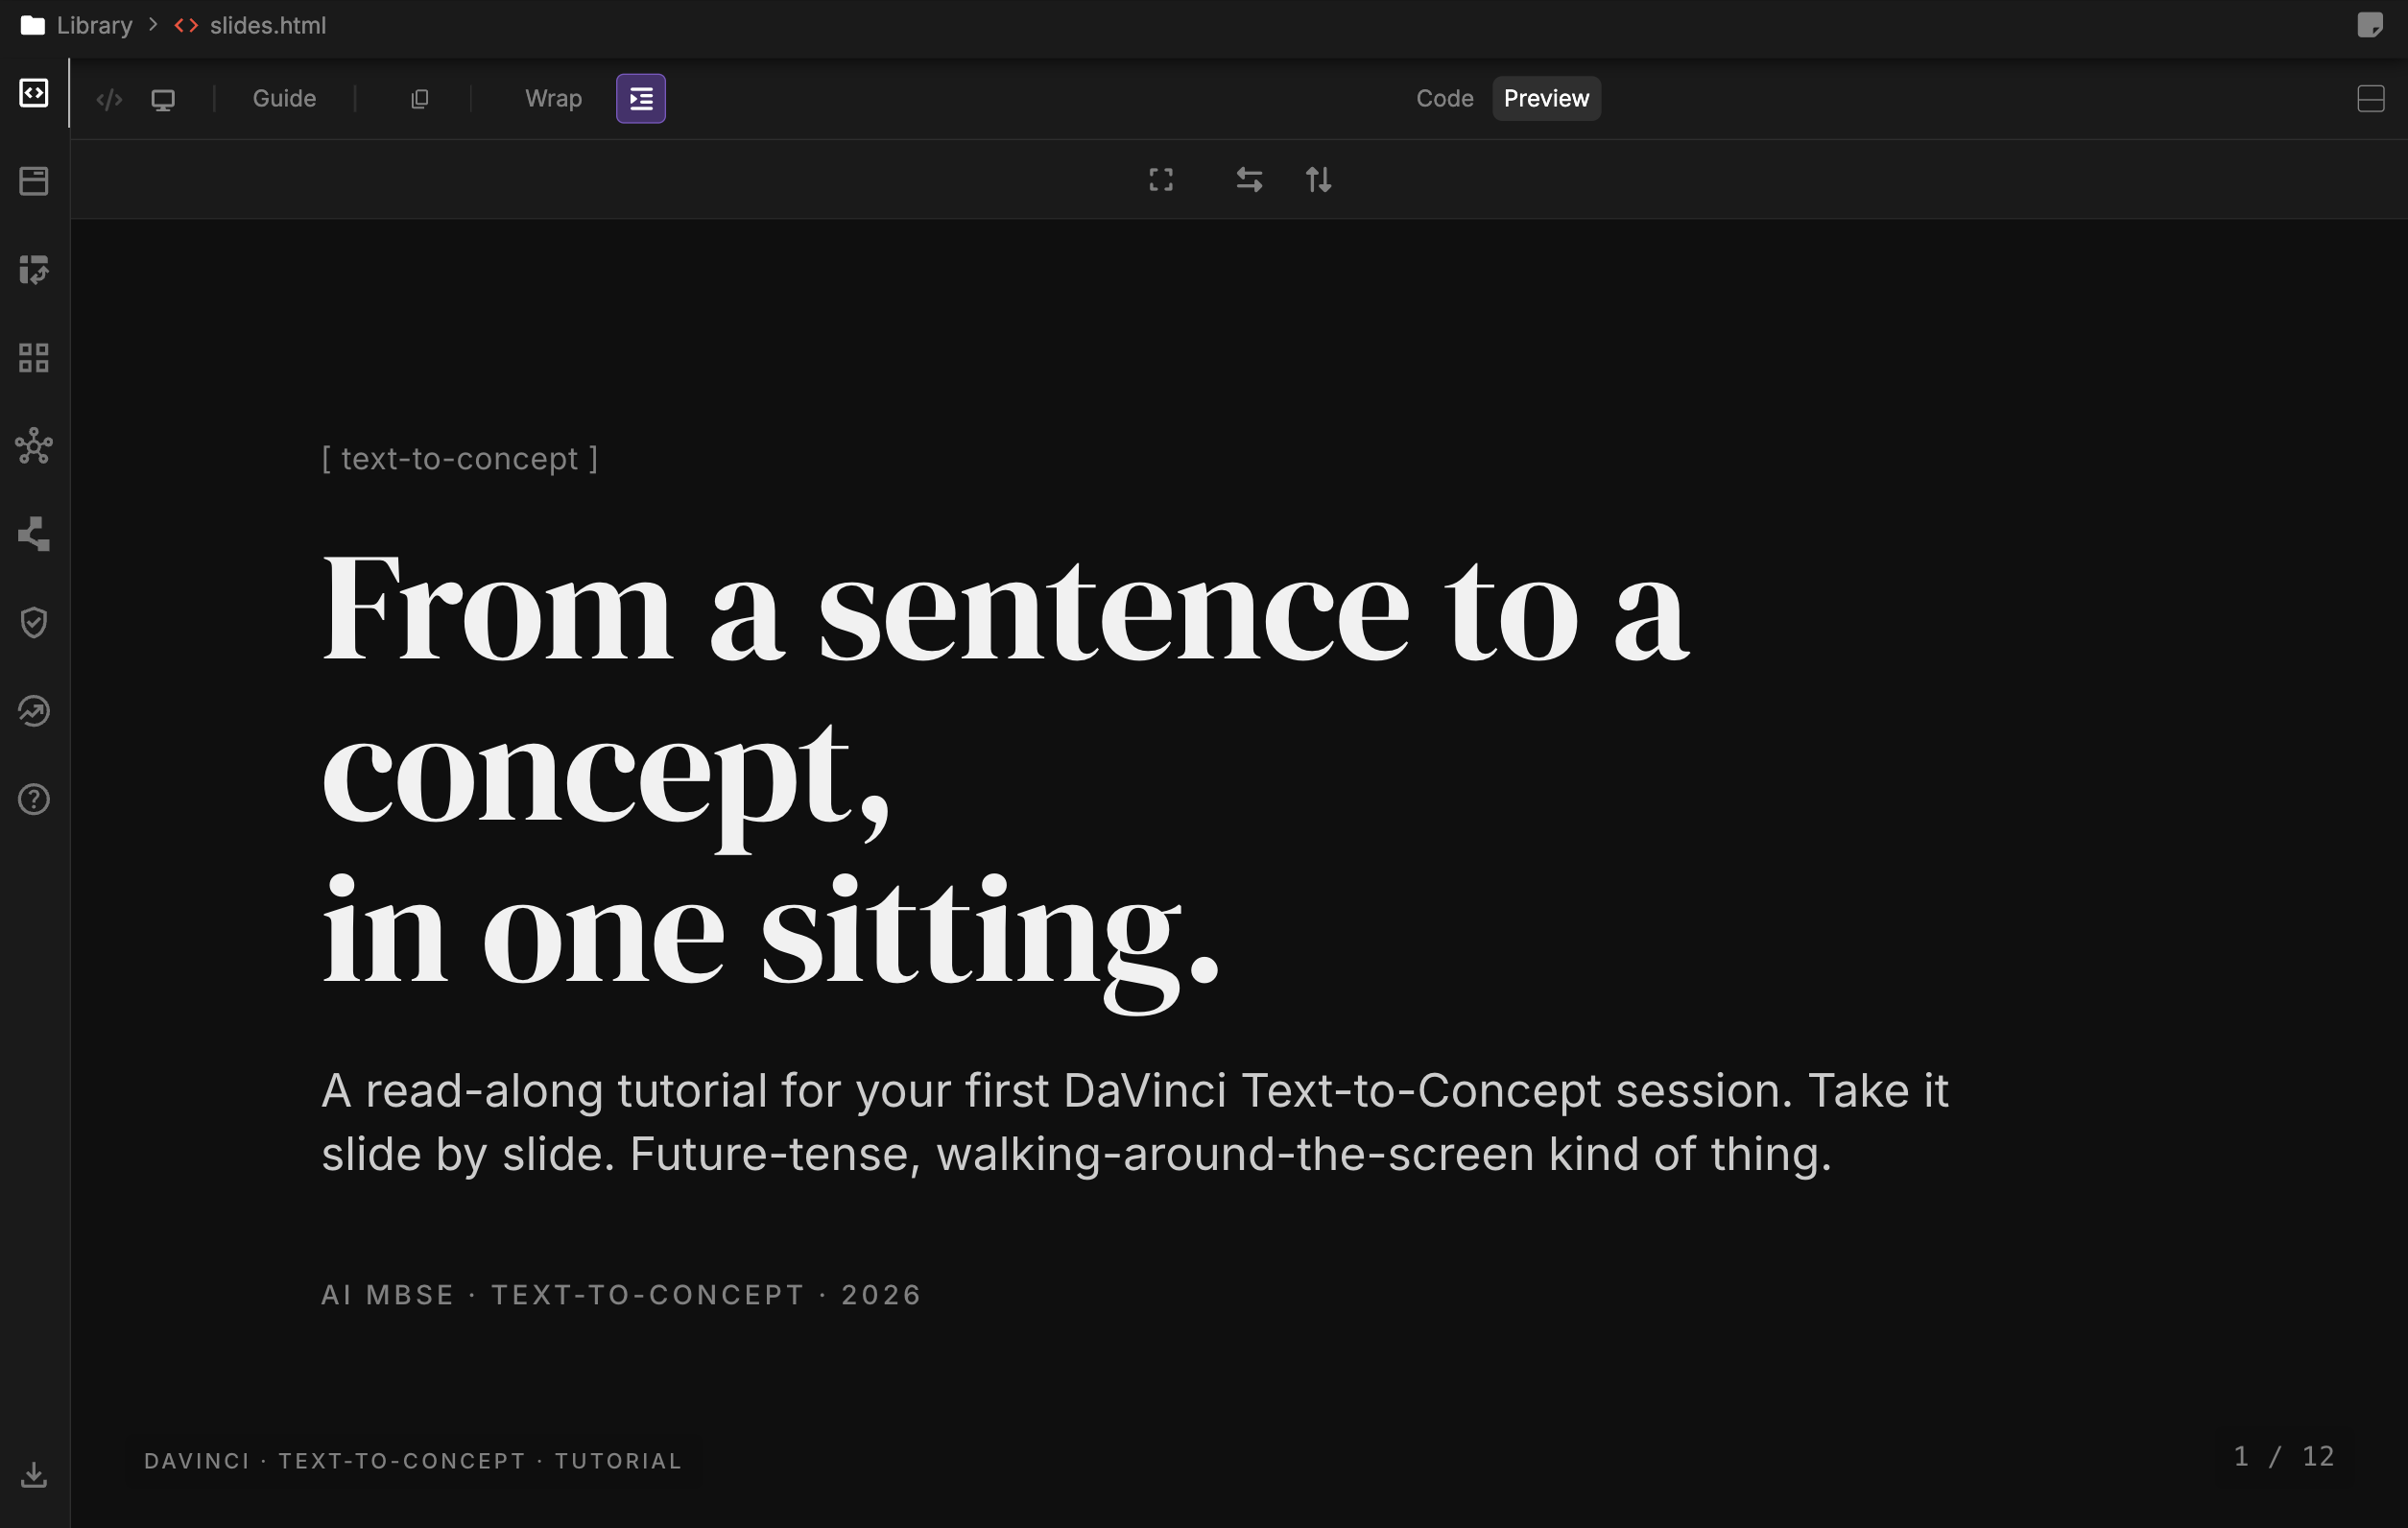 Library > slides.html
Guide Wrap Code Preview
[ text-to-concept ]
From a sentence to a
concept,
in one sitting.
A read-along tutorial for your first DaVinci Text-to-Concept session. Take it
slide by slide. Future-tense, walking-around-the-screen kind of thing.
AI MBSE · TEXT-TO-CONCEPT · 2026
DAVINCI · TEXT-TO-CONCEPT · TUTORIAL
1 / 12